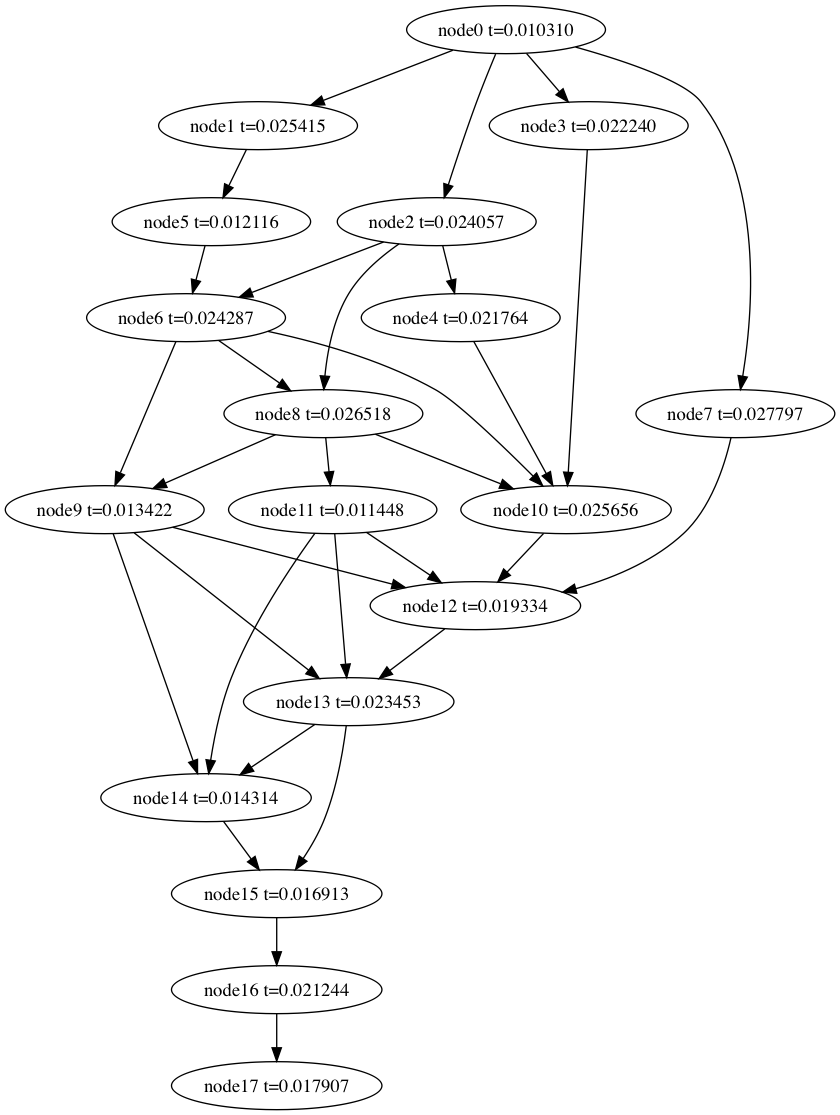 node0 t=0.010310
node1 t=0.025415
node3 t=0.022240
node5 t=0.012116
node2 t=0.024057
node6 t=0.024287
node4 t=0.021764
node8 t=0.026518
node7 t=0.027797
node9 t=0.013422
node11 t=0.011448
node10 t=0.025656
node12 t=0.019334
node13 t=0.023453
node14 t=0.014314
node15 t=0.016913
node16 t=0.021244
node17 t=0.017907